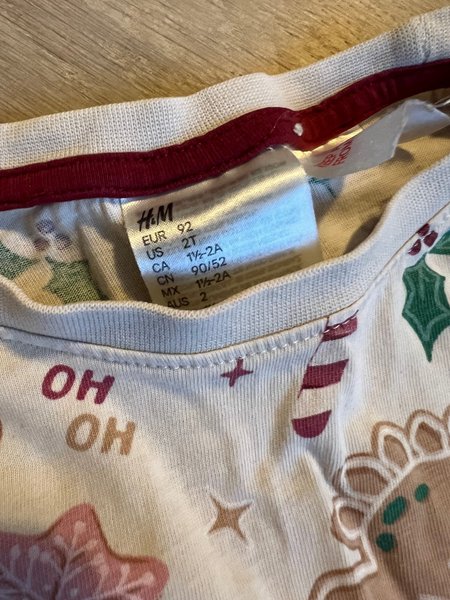 H&M
EUR 92
US 2T
CA 1½-2A
CN 90/52
MX 1½-2A
AUS 2
OH
OH